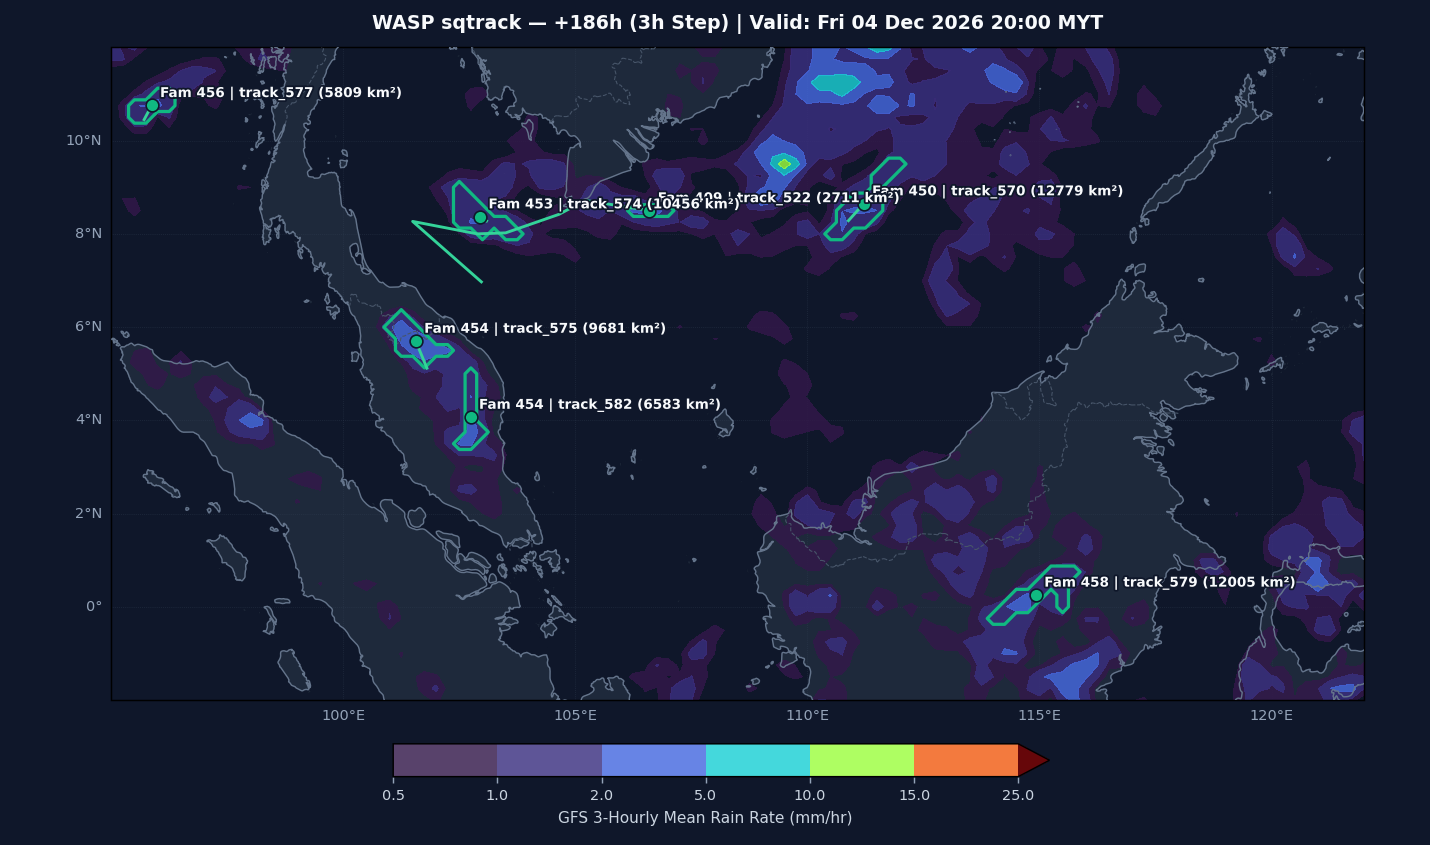 WASP sqtrack — +186h (3h Step) | Valid: Fri 04 Dec 2026 20:00 MYT
Fam 456 | track_577 (5809 km²)
10°N
Fam 450 | track_570 (12779 km²)
Fam 409 | track_522 (2711 km²)
Fam 453 | track_574 (10456 km²)
8°N
6°N
Fam 454 | track_575 (9681 km²)
4°N
Fam 454 | track_582 (6583 km²)
2°N
Fam 458 | track_579 (12005 km²)
0°
100°E 105°E 110°E 115°E 120°E
0.5 1.0 2.0 5.0 10.0 15.0 25.0
GFS 3-Hourly Mean Rain Rate (mm/hr)